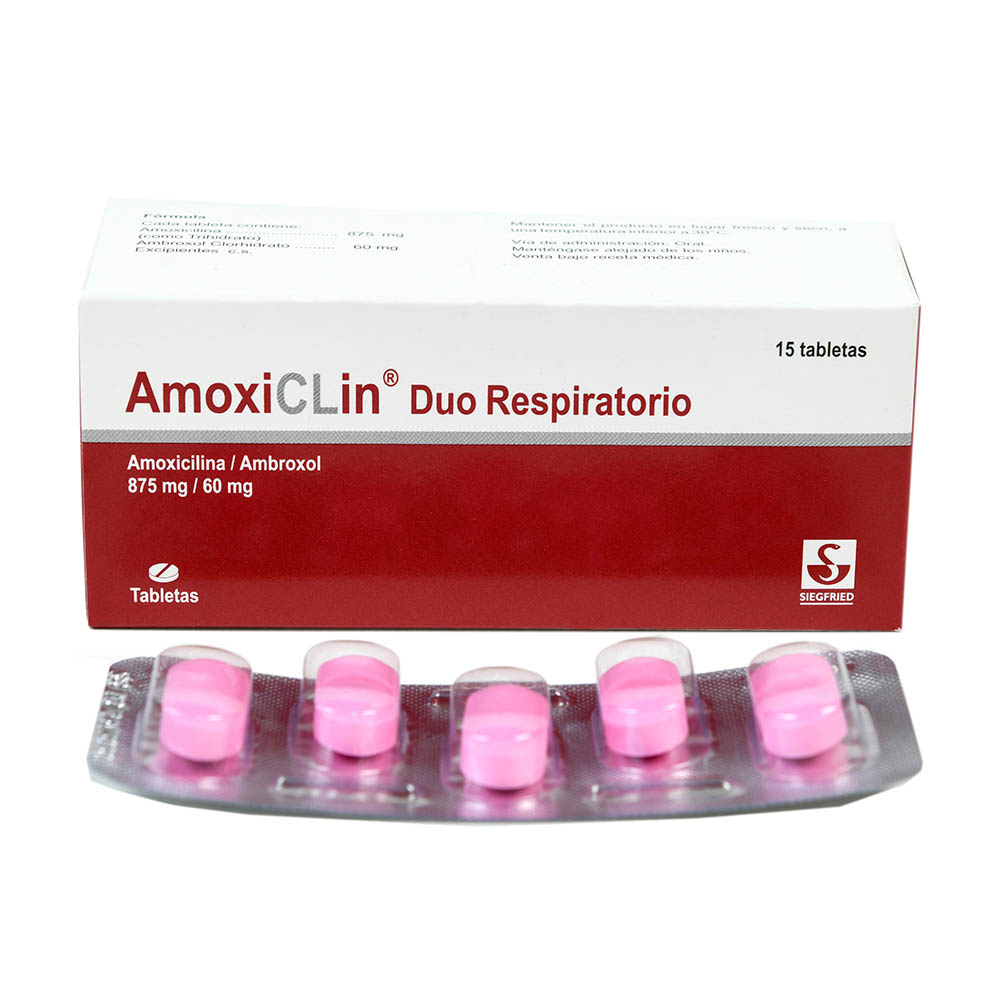 Fórmula
Cada tableta contiene:
Amoxicilina ........................ 875 mg
(como Trihidrato)
Ambroxol Clorhidrato .......... 60 mg
Excipientes c.s.
Mantener el producto en lugar fresco y seco, a
una temperatura inferior a 30°C
Vía de administración: Oral.
Manténgase alejado de los niños.
Venta bajo receta médica.
15 tabletas
AmoxiCLin® Duo Respiratorio
Amoxicilina / Ambroxol
875 mg / 60 mg
Tabletas
SIEGFRIED